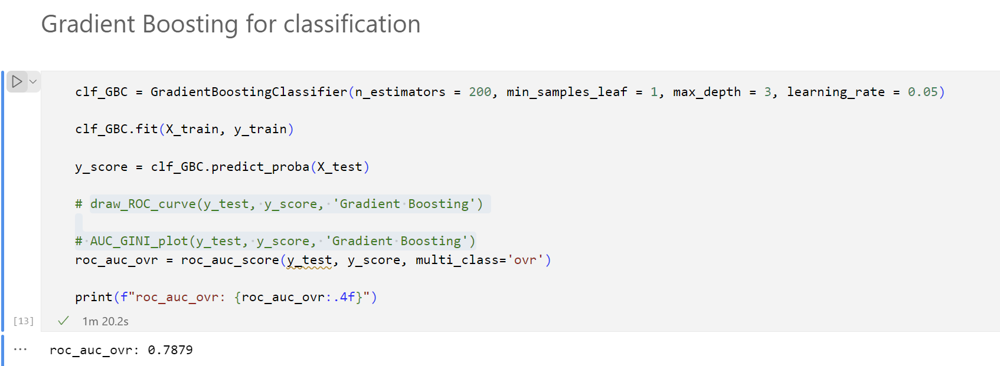 Gradient Boosting for classification
clf_GBC = GradientBoostingClassifier(n_estimators = 200, min_samples_leaf = 1, max_depth = 3, learning_rate = 0.05)
clf_GBC.fit(X_train, y_train)
y_score = clf_GBC.predict_proba(X_test)
# draw_ROC_curve(y_test, y_score, 'Gradient Boosting')
# AUC_GINI_plot(y_test, y_score, 'Gradient Boosting')
roc_auc_ovr = roc_auc_score(y_test, y_score, multi_class='ovr')
print(f"roc_auc_ovr: {roc_auc_ovr:.4f}")
[13] ✓ 1m 20.2s
... roc_auc_ovr: 0.7879